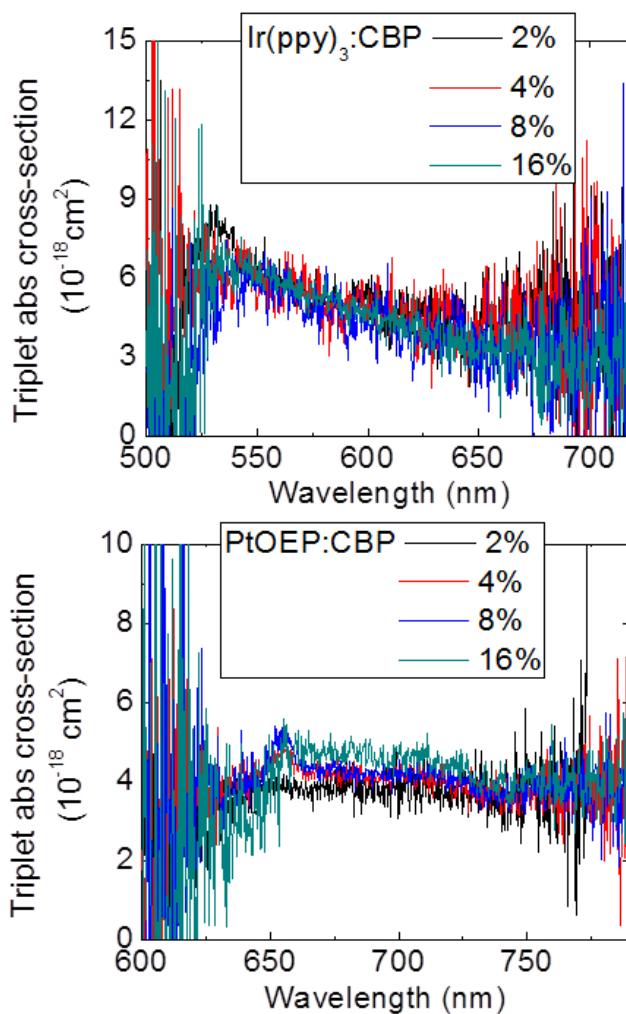 Ir(ppy)₃:CBP
2%
4%
8%
16%
Triplet abs cross-section
(10⁻¹⁸cm²)
15
12
9
6
3
0
500 550 600 650 700
Wavelength (nm)
PtOEP:CBP
2%
4%
8%
16%
Triplet abs cross-section
(10⁻¹⁸ cm²)
10
8
6
4
2
0
600 650 700 750
Wavelength (nm)